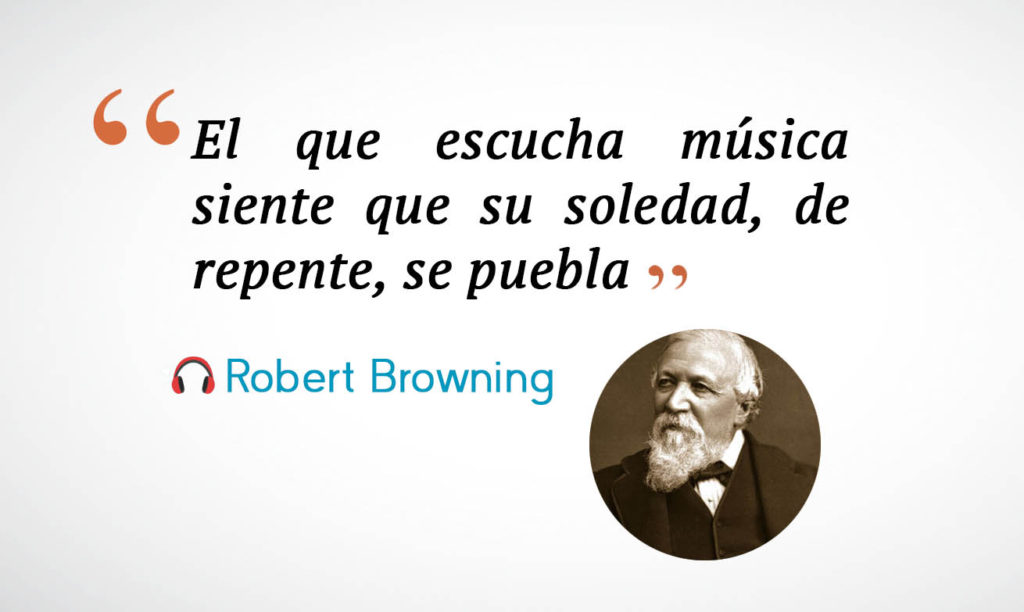 “El que escucha música
siente que su soledad, de
repente, se puebla”
Robert Browning